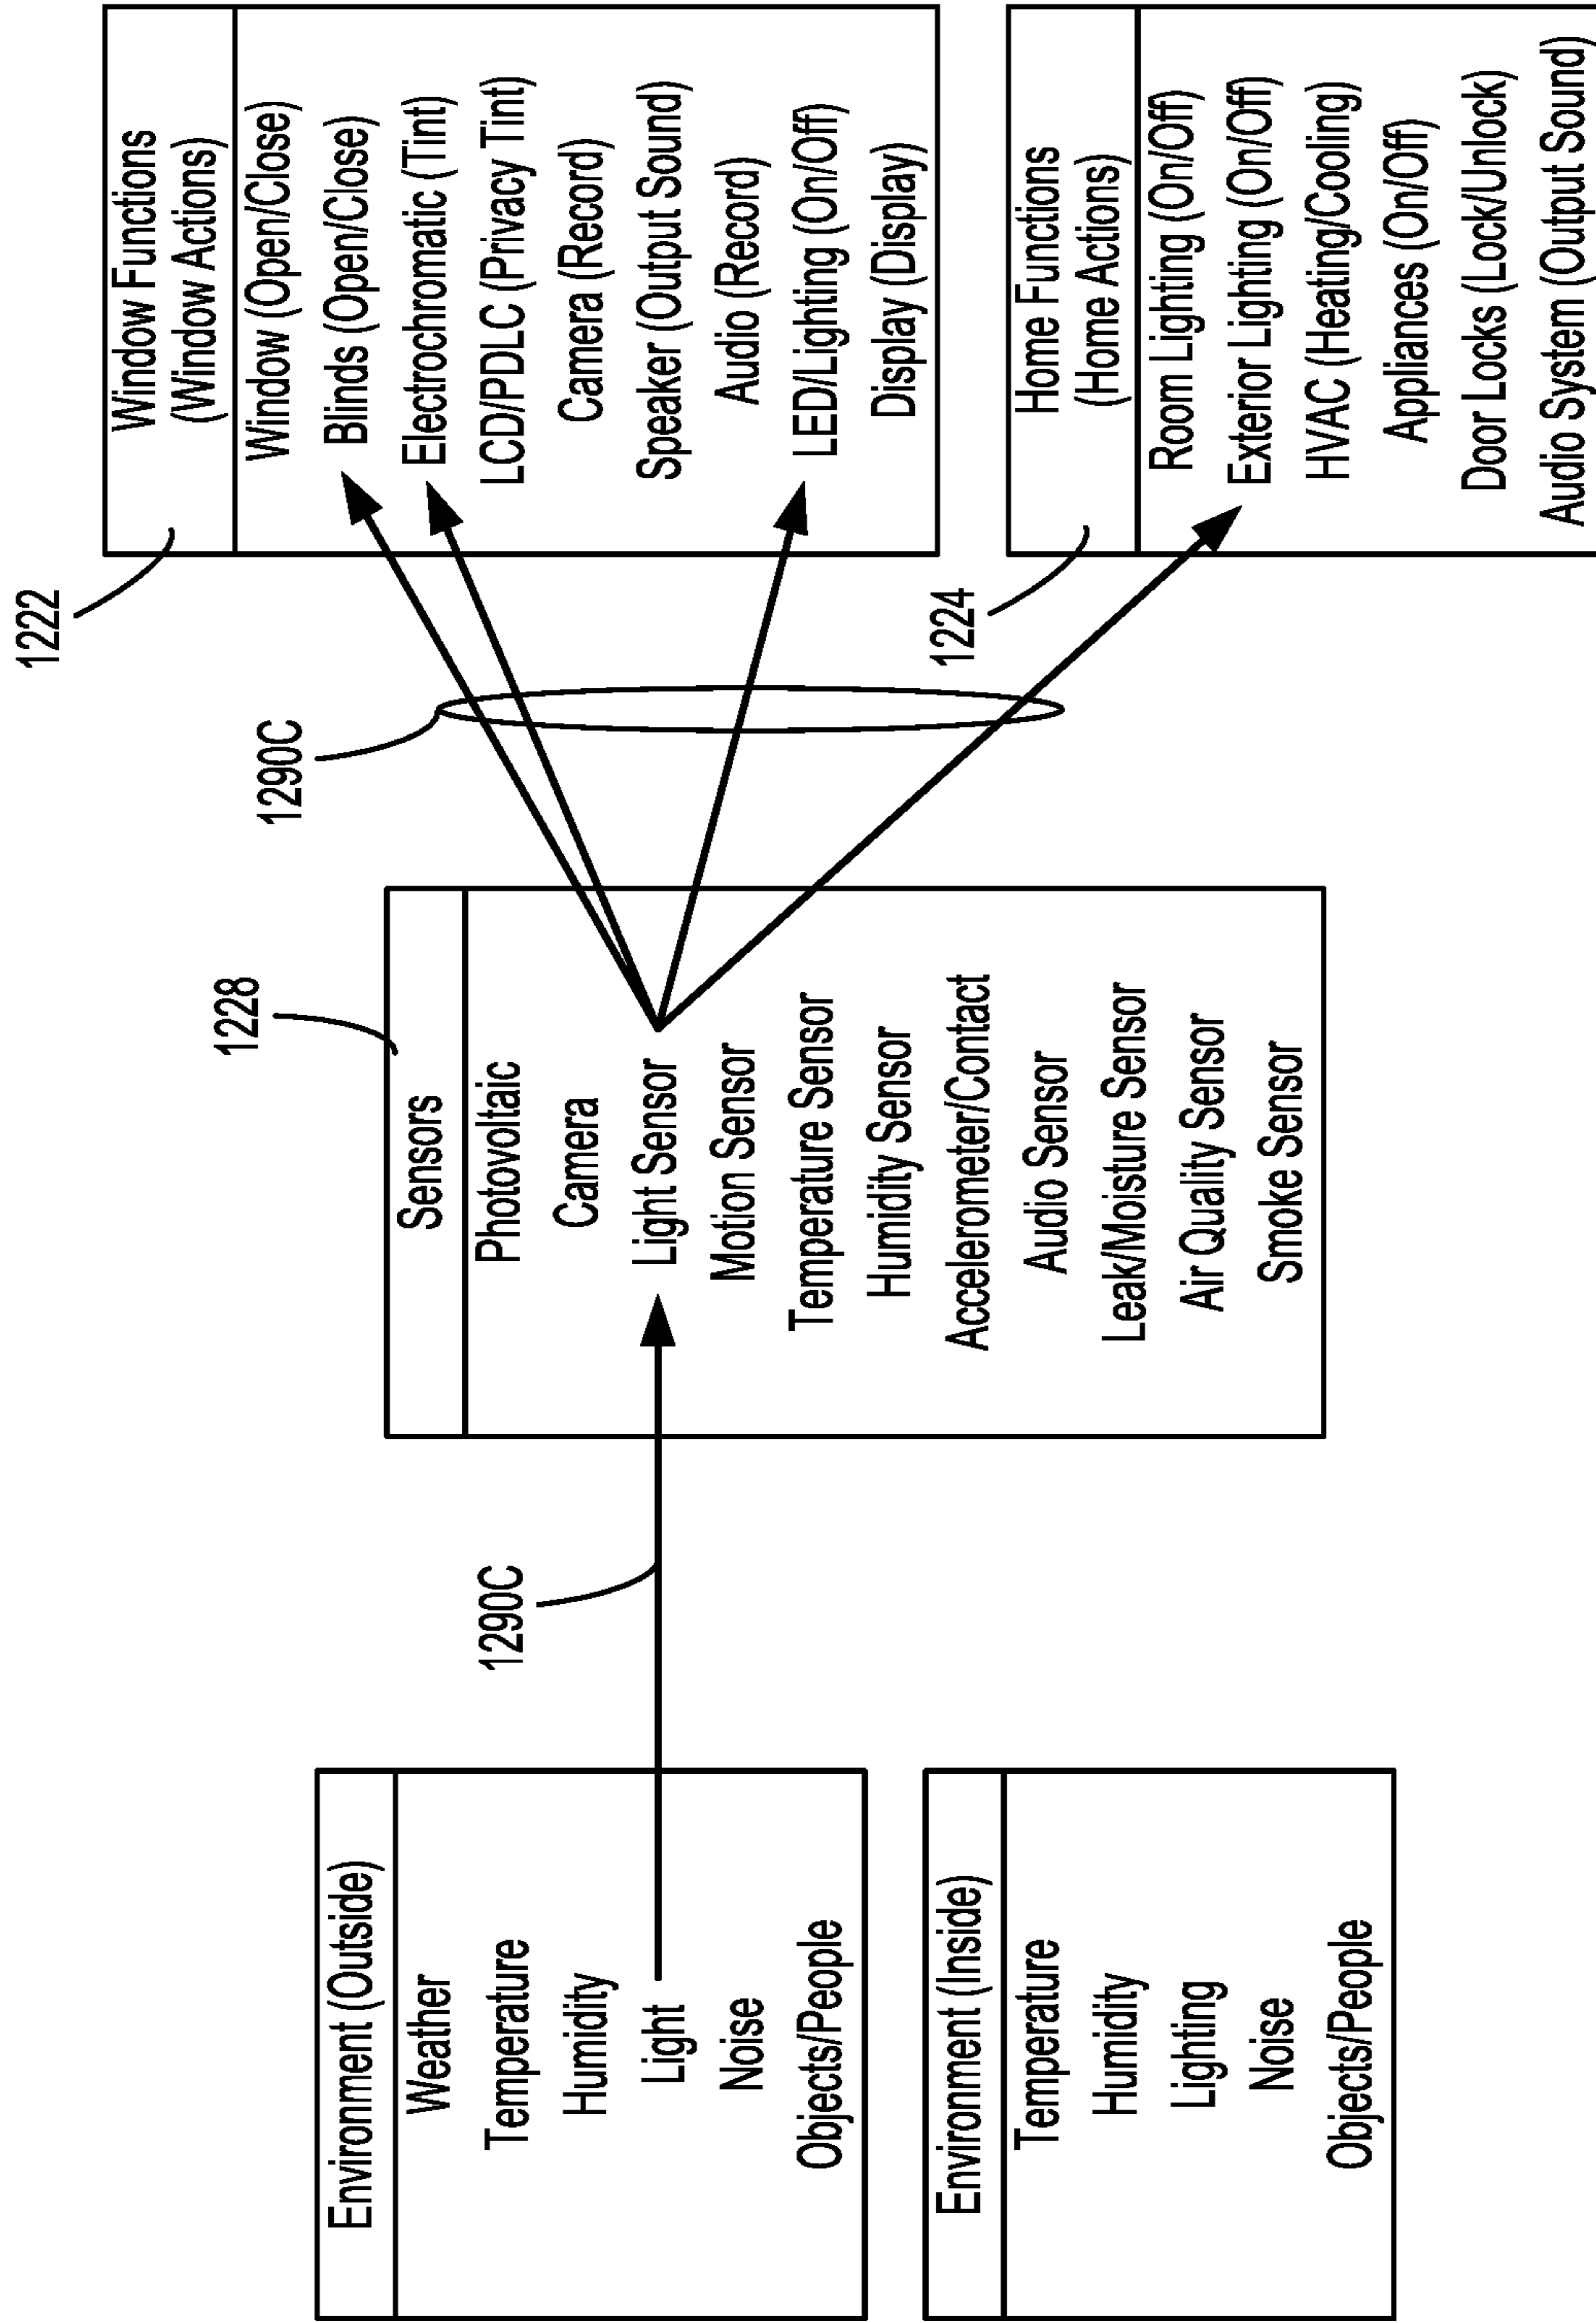 Environment (Outside)
Weather
Temperature
Humidity
Light
Noise
Objects/People
Environment (Inside)
Temperature
Humidity
Lighting
Noise
Objects/People
1290C
1228
Sensors
Photovoltaic
Camera
Light Sensor
Motion Sensor
Temperature Sensor
Humidity Sensor
Accelerometer/Contact
Audio Sensor
Leak/Moisture Sensor
Air Quality Sensor
Smoke Sensor
1290C
1222
Window Functions
(Window Actions)
Window (Open/Close)
Blinds (Open/Close)
Electrochromatic (Tint)
LCD/PDLC (Privacy Tint)
Camera (Record)
Speaker (Output Sound)
Audio (Record)
LED/Lighting (On/Off)
Display (Display)
1224
Home Functions
(Home Actions)
Room Lighting (On/Off)
Exterior Lighting (On/Off)
HVAC (Heating/Cooling)
Appliances (On/Off)
Door Locks (Lock/Unlock)
Audio System (Output Sound)